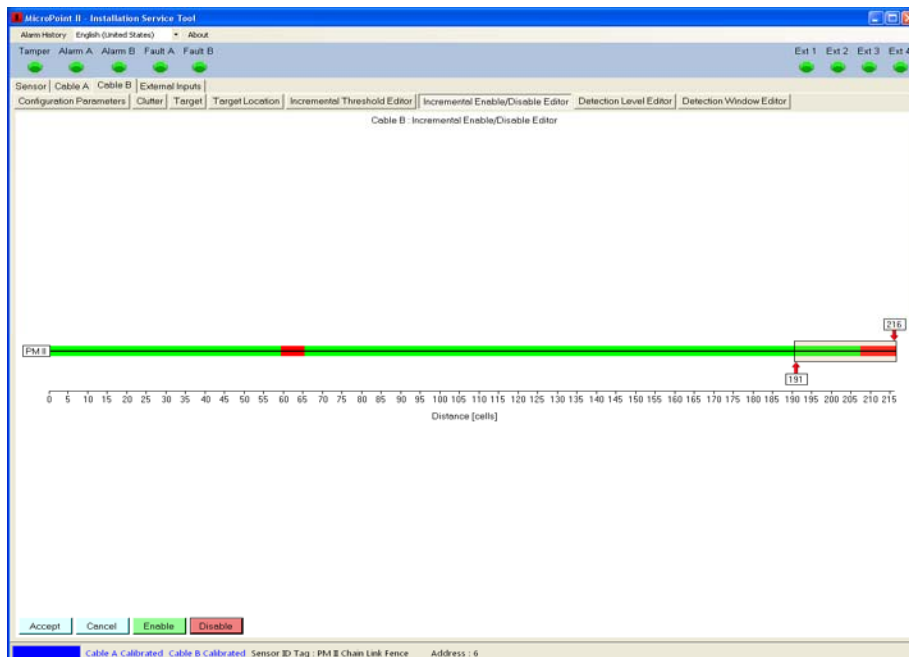 MicroPoint II - Installation Service Tool
Alarm History English (United States) About
Tamper Alarm A Alarm B Fault A Fault B Ext 1 Ext 2 Ext 3 Ext 4
Sensor Cable A Cable B External Inputs
Configuration Parameters Clutter Target Target Location Incremental Threshold Editor Incremental Enable/Disable Editor Detection Level Editor Detection Window Editor
Cable B : Incremental Enable/Disable Editor
216
PM II
191
0 5 10 15 20 25 30 35 40 45 50 55 60 65 70 75 80 85 90 95 100 105 110 115 120 125 130 135 140 145 150 155 160 165 170 175 180 185 190 195 200 205 210 215
Distance [cells]
Accept Cancel Enable Disable
Cable A Calibrated Cable B Calibrated Sensor ID Tag : PM II Chain Link Fence Address : 6